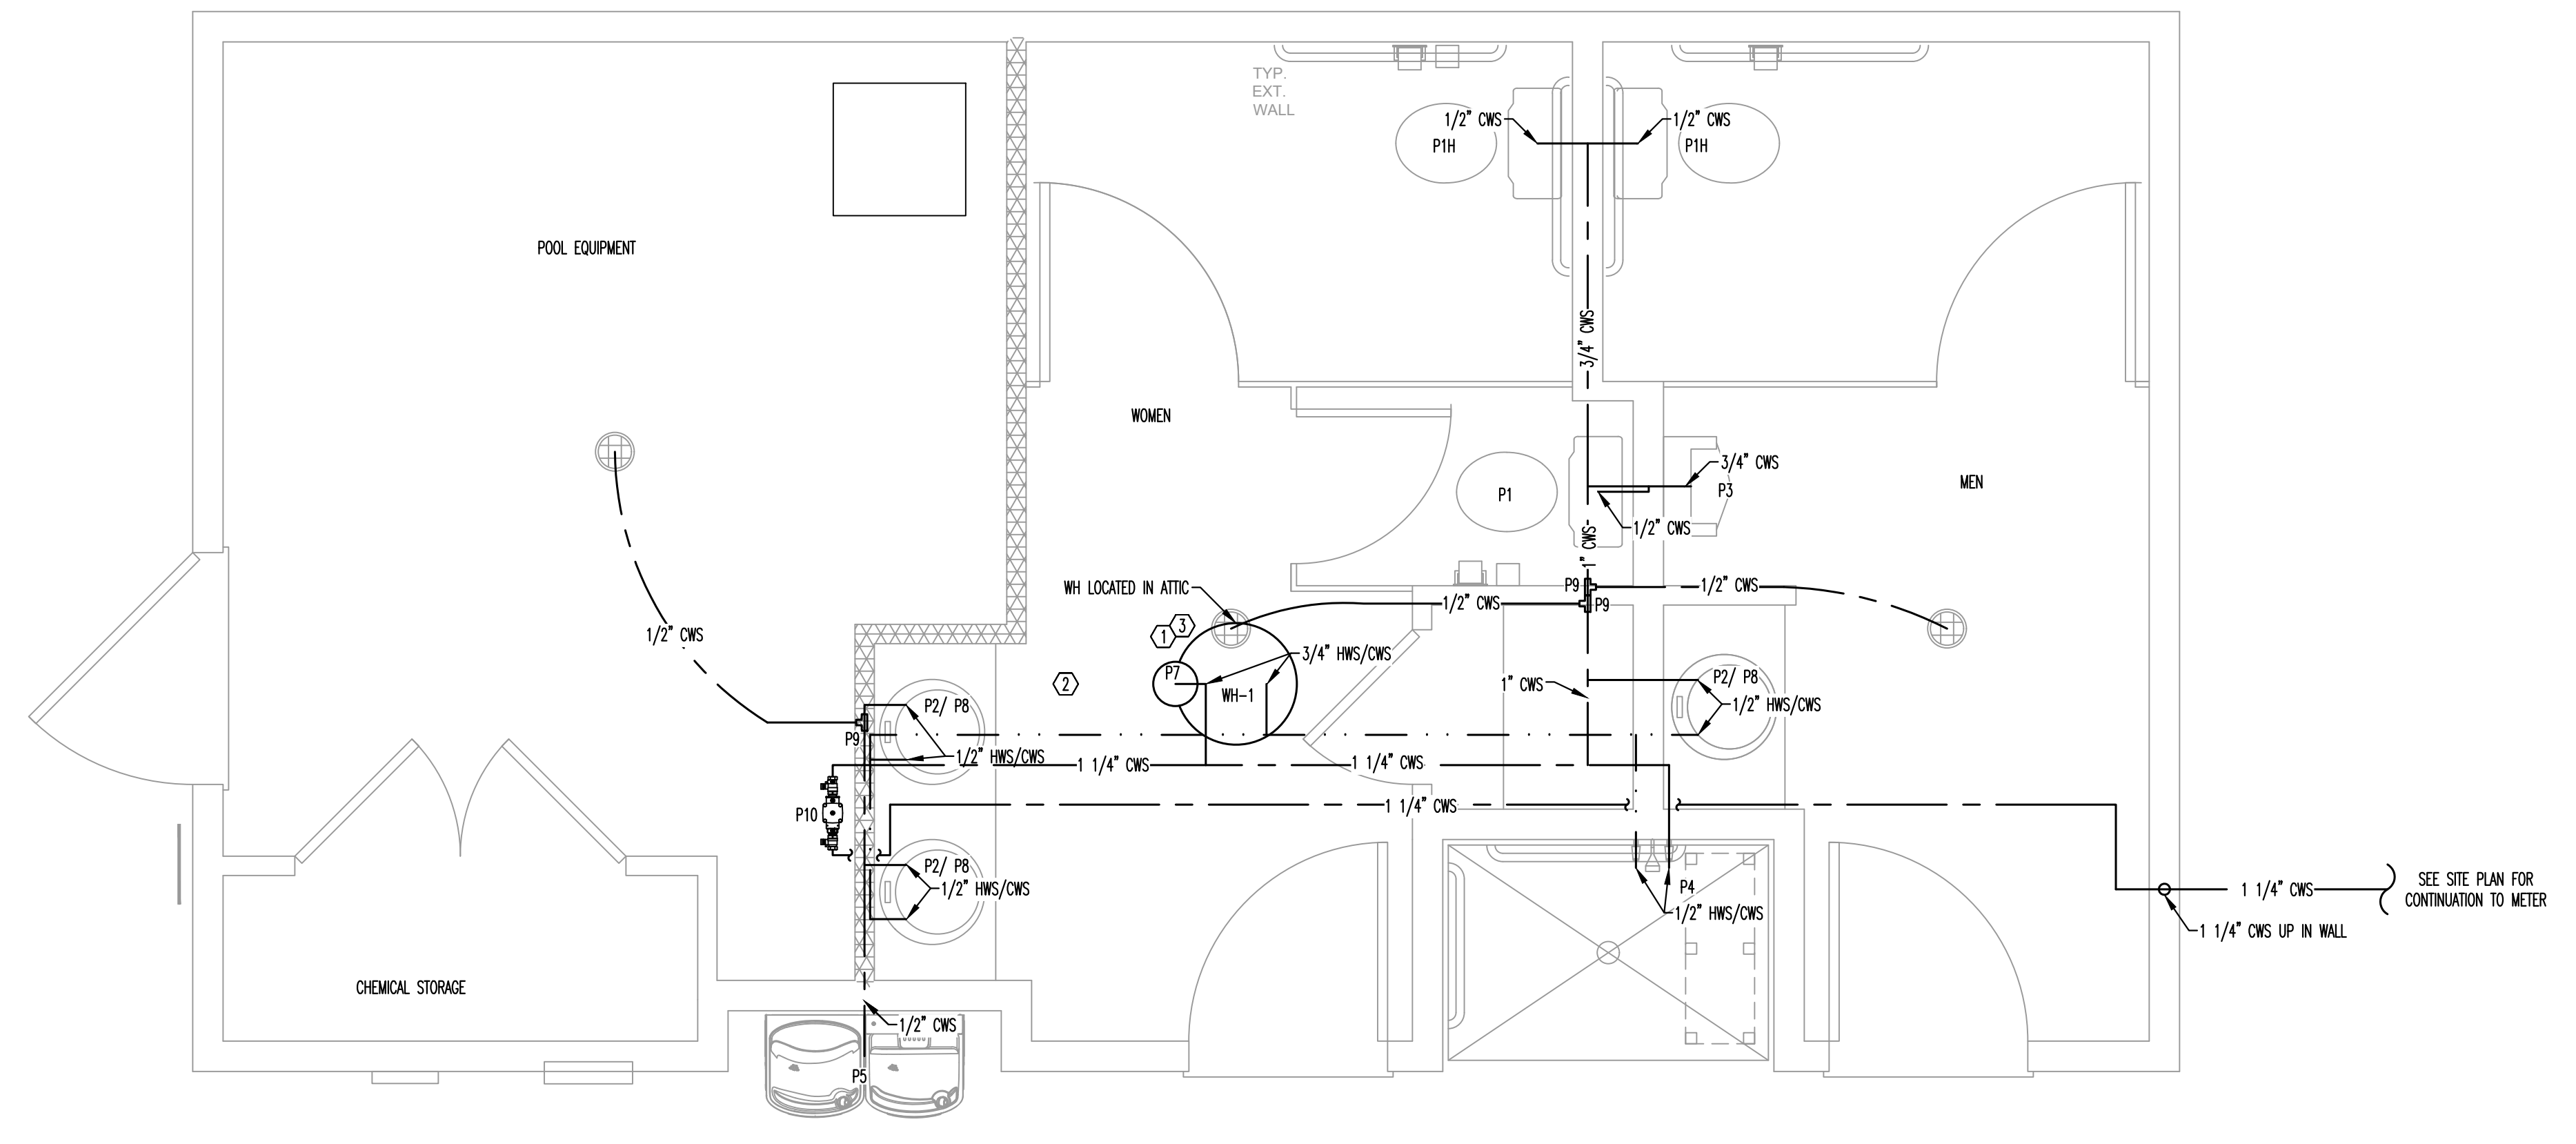 TYP.
EXT.
WALL
1/2" CWS
1/2" CWS
P1H
P1H
POOL EQUIPMENT
3/4" CWS
WOMEN
3/4" CWS
MEN
P1
P3
1/2" CWS
1" CWS
WH LOCATED IN ATTIC
P9
1/2" CWS
1/2" CWS
P9
3
1
1/2" CWS
3/4" HWS/CWS
P7
2
WH-1
1" CWS
P2/ P8
P2/ P8
1/2" HWS/CWS
P9
1/2" HWS/CWS
1 1/4" CWS
1 1/4" CWS
1 1/4" CWS
P10
P2/ P8
1/2" HWS/CWS
P4
1/2" HWS/CWS
1 1/4" CWS
SEE SITE PLAN FOR
CONTINUATION TO METER
1 1/4" CWS UP IN WALL
CHEMICAL STORAGE
1/2" CWS
P5